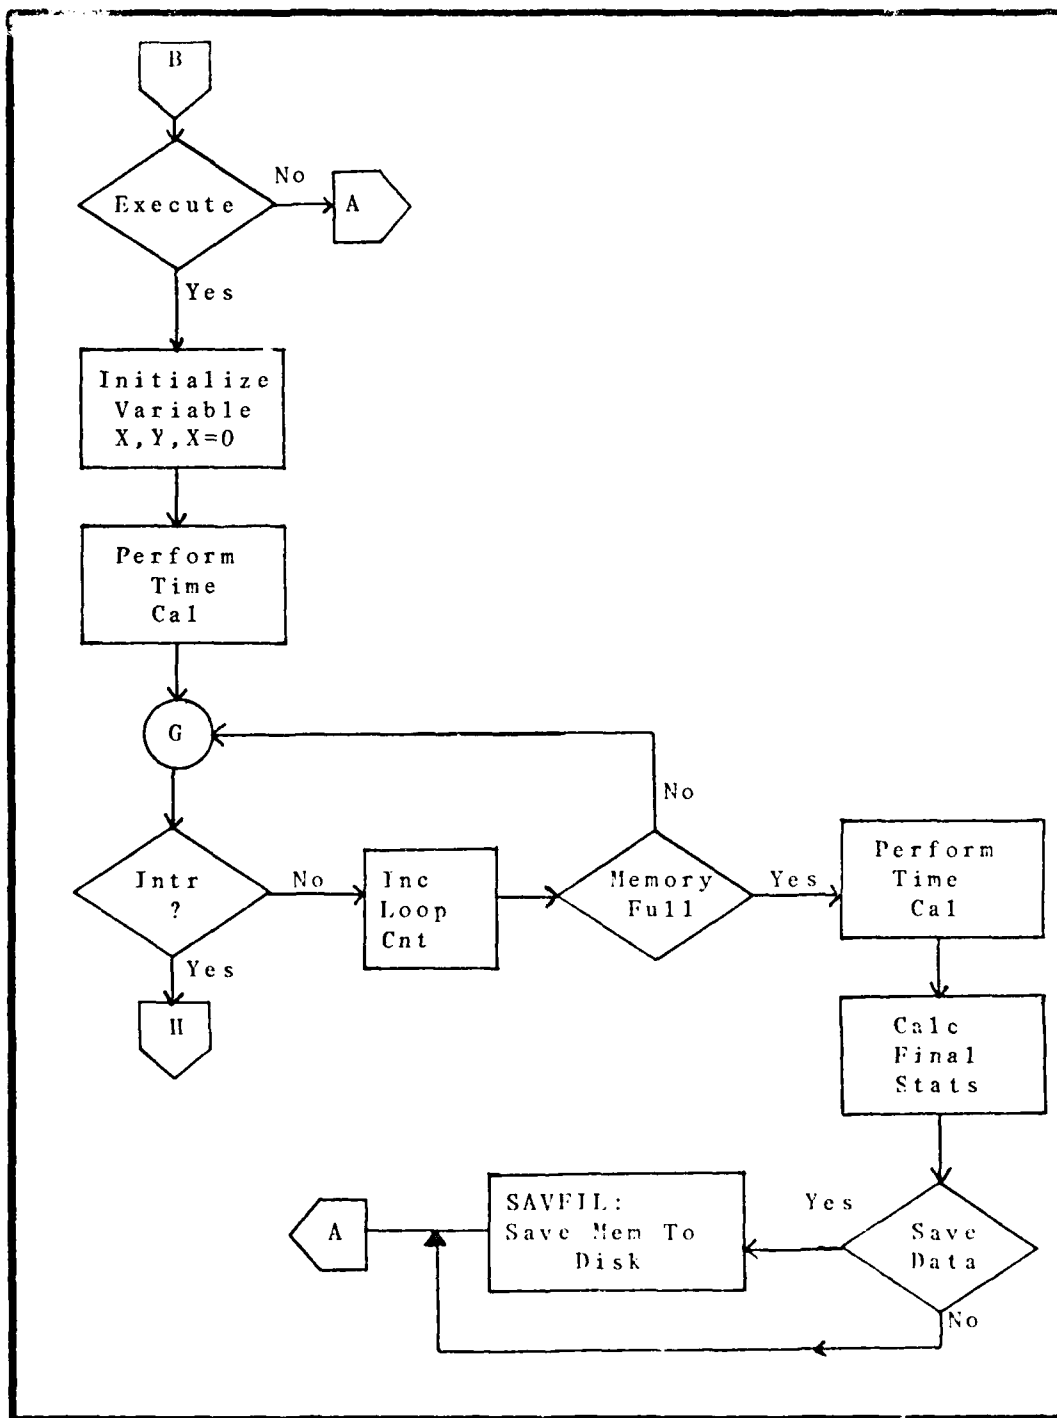 B
Execute
No
A
Yes
Initialize
Variable
X,Y,X=0
Perform
Time
Cal
G
No
Intr
?
No
Inc
Loop
Cnt
Memory
Full
Yes
Perform
Time
Cal
Yes
H
Calc
Final
Stats
A
SAVFIL:
Save Mem To
Disk
Yes
Save
Data
No